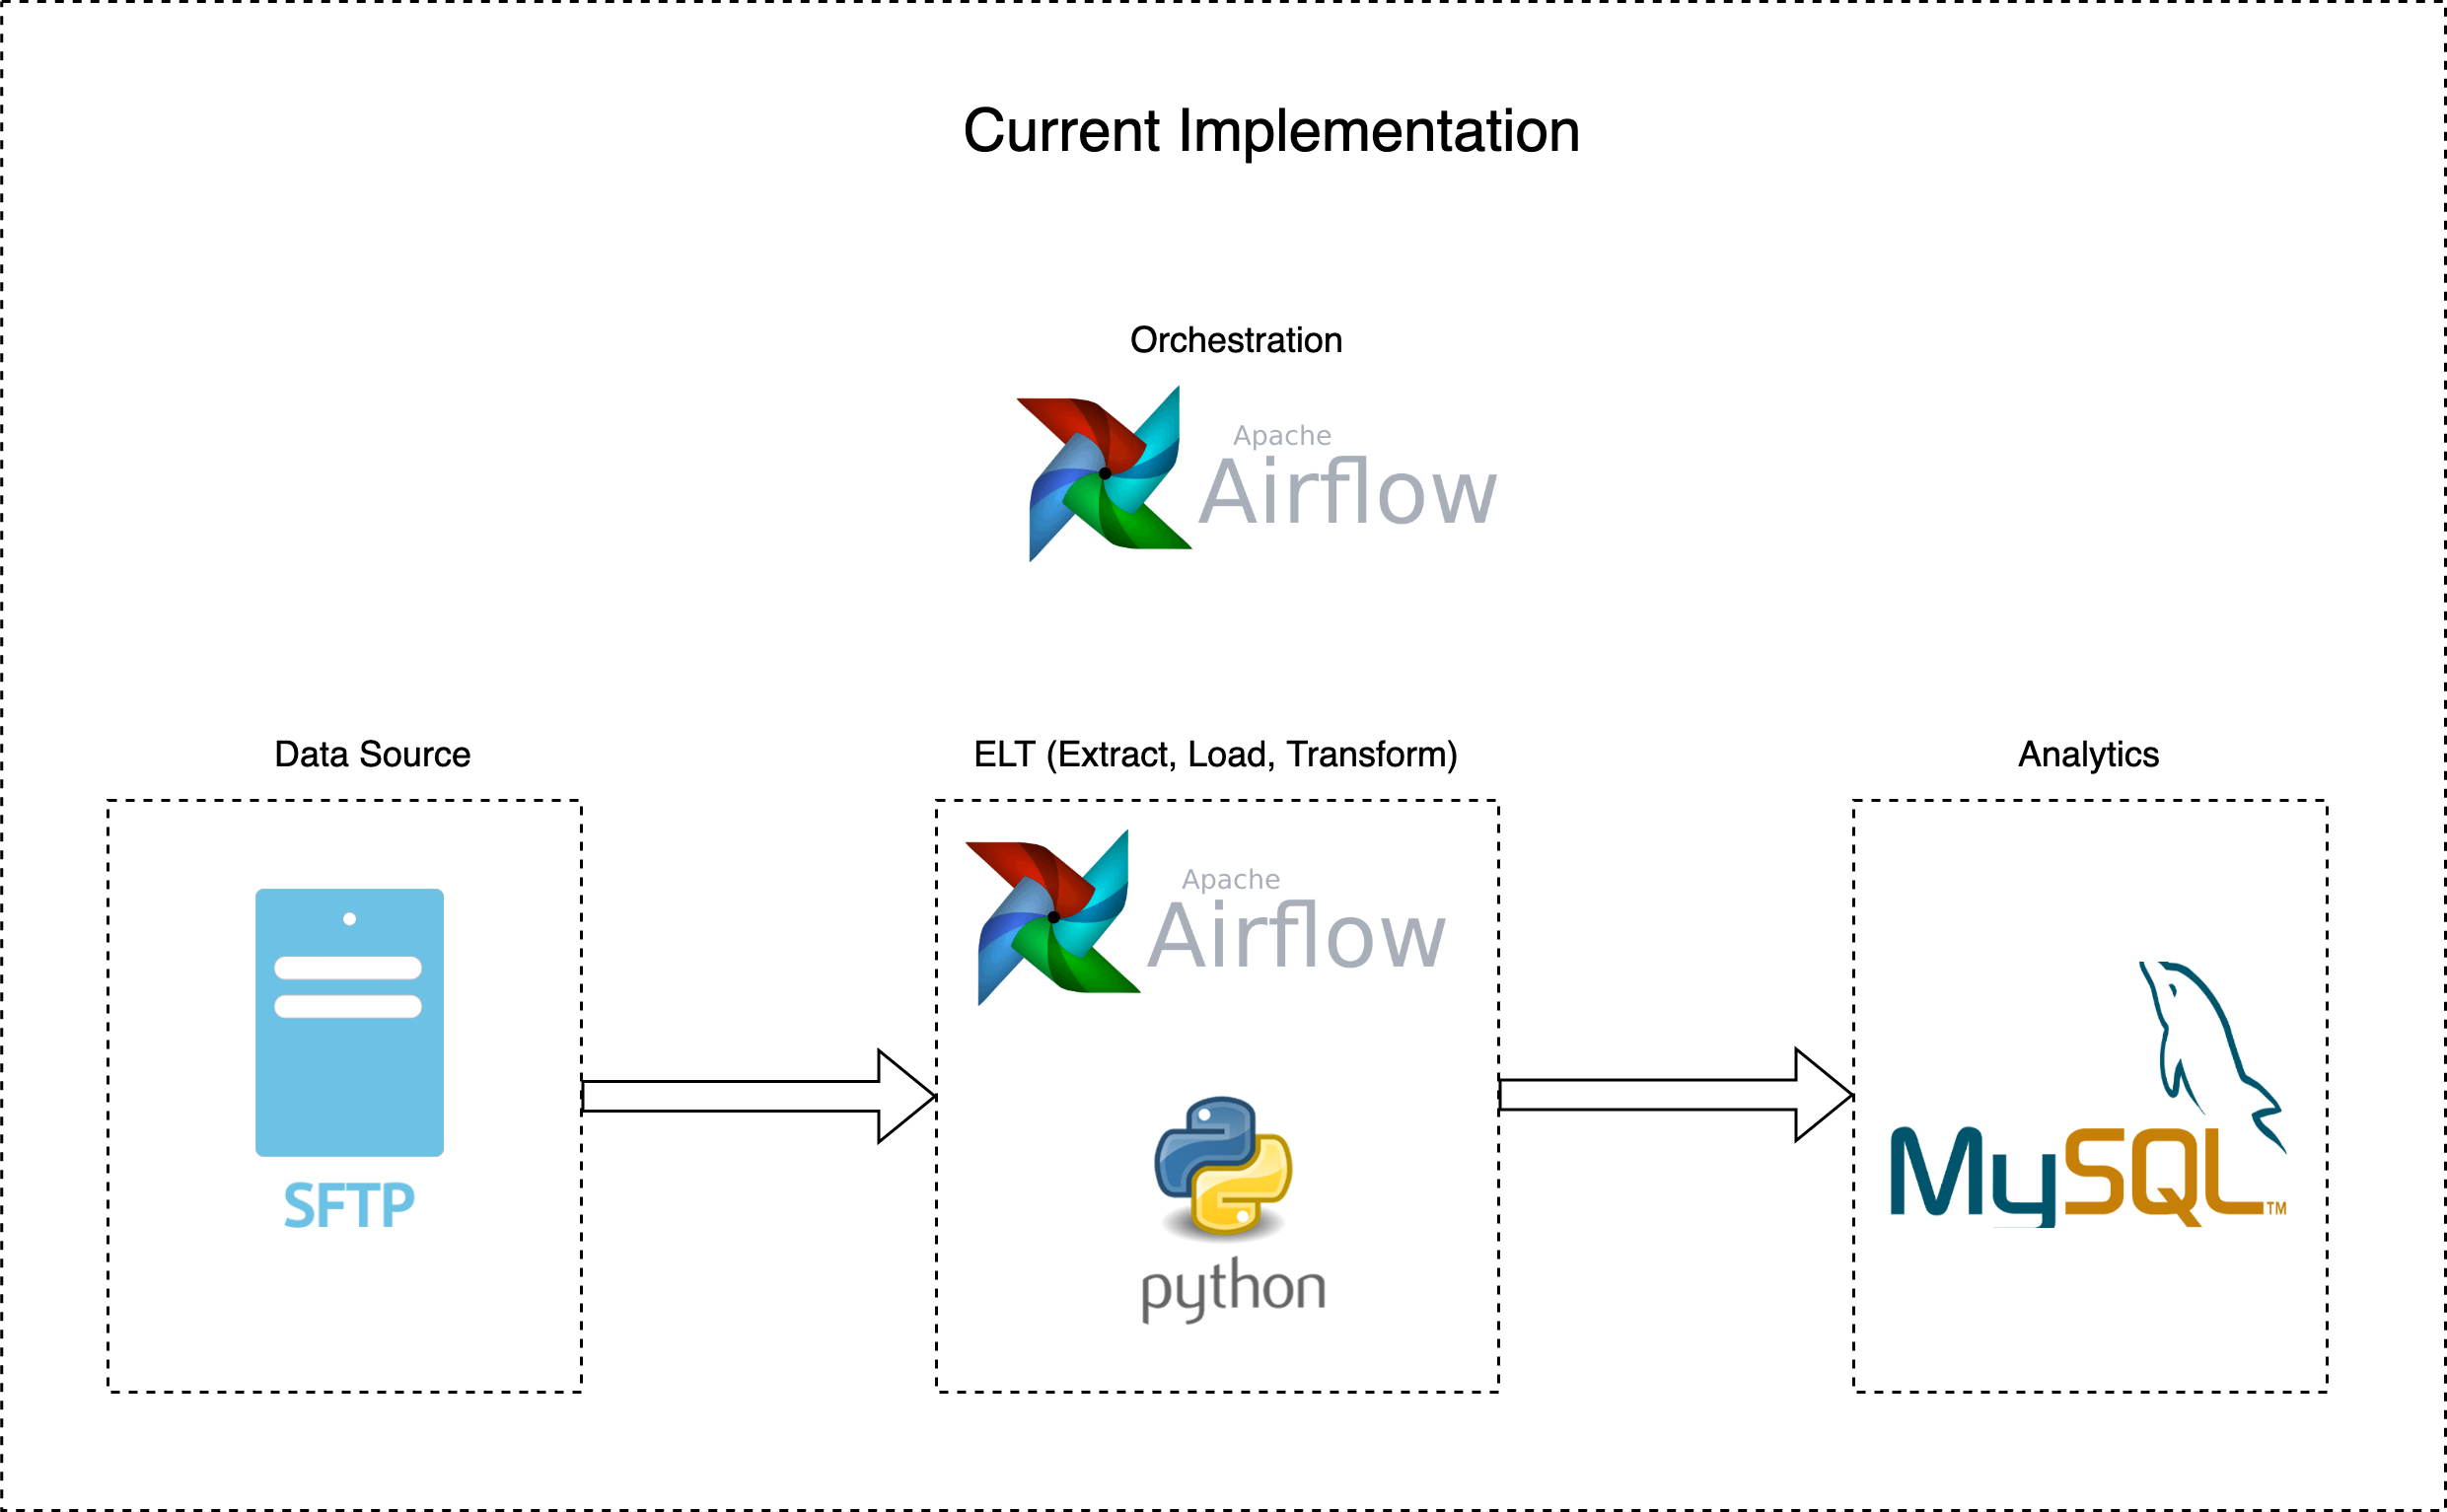 Current Implementation
Orchestration
Apache
Airflow
Data Source
ELT (Extract, Load, Transform)
Analytics
Apache
Airflow
SFTP
python
MySQL™